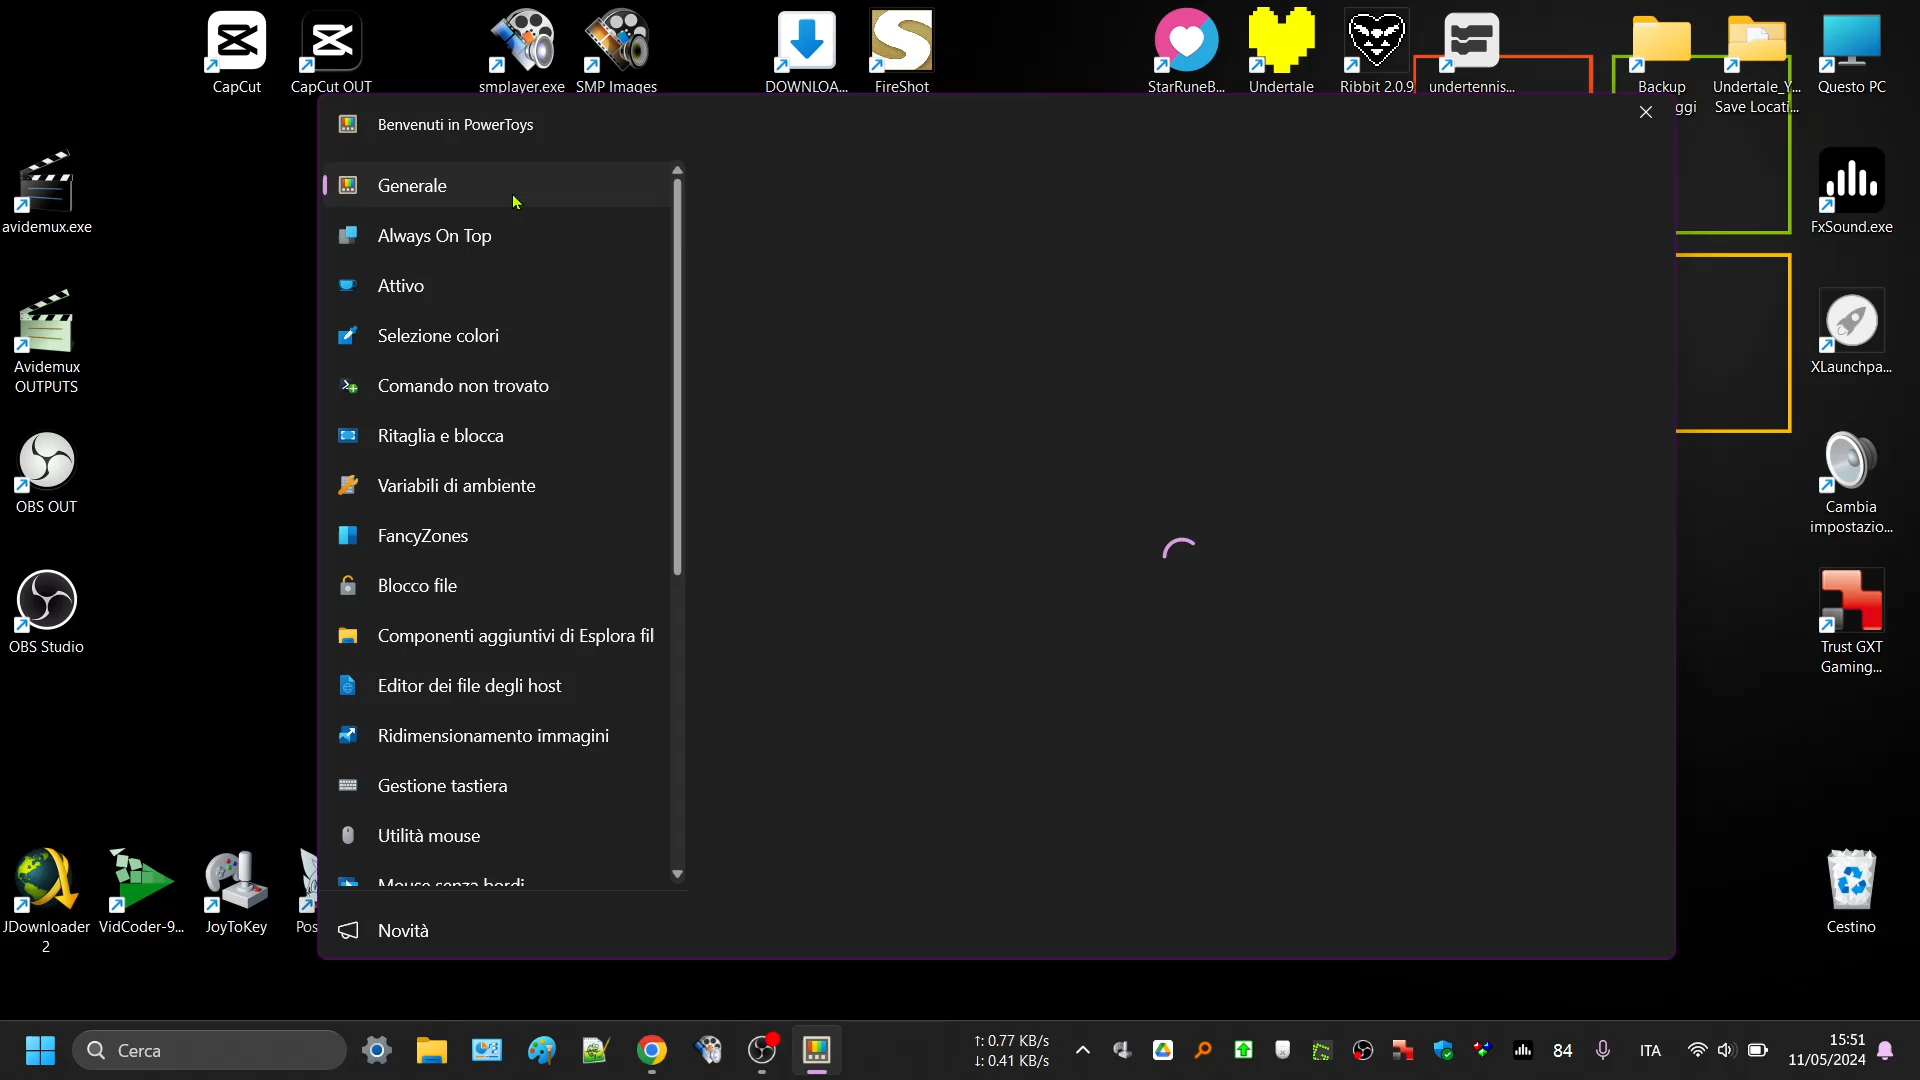 CapCut
CapCut OUT
smplayer.exe
SMP Images
DOWNLOA...
FireShot
StarRuneB...
Undertale
Ribbit 2.0.9
undertennis...
Backup
ggi
Undertale_Y...
Save Locati...
Questo PC
Benvenuti in PowerToys
avidemux.exe
Avidemux
OUTPUTS
OBS OUT
OBS Studio
Generale
Always On Top
Attivo
Selezione colori
Comando non trovato
Ritaglia e blocca
Variabili di ambiente
FancyZones
Blocco file
Componenti aggiuntivi di Esplora fil
Editor dei file degli host
Ridimensionamento immagini
Gestione tastiera
Utilità mouse
Mouse senza bordi
Novità
FxSound.exe
XLaunchpa...
Cambia
impostazio...
Trust GXT
Gaming...
Cestino
JDownloader
2
VidCoder-9...
JoyToKey
Pos
Cerca
↑: 0.77 KB/s
↓: 0.41 KB/s
84
ITA
15:51
11/05/2024